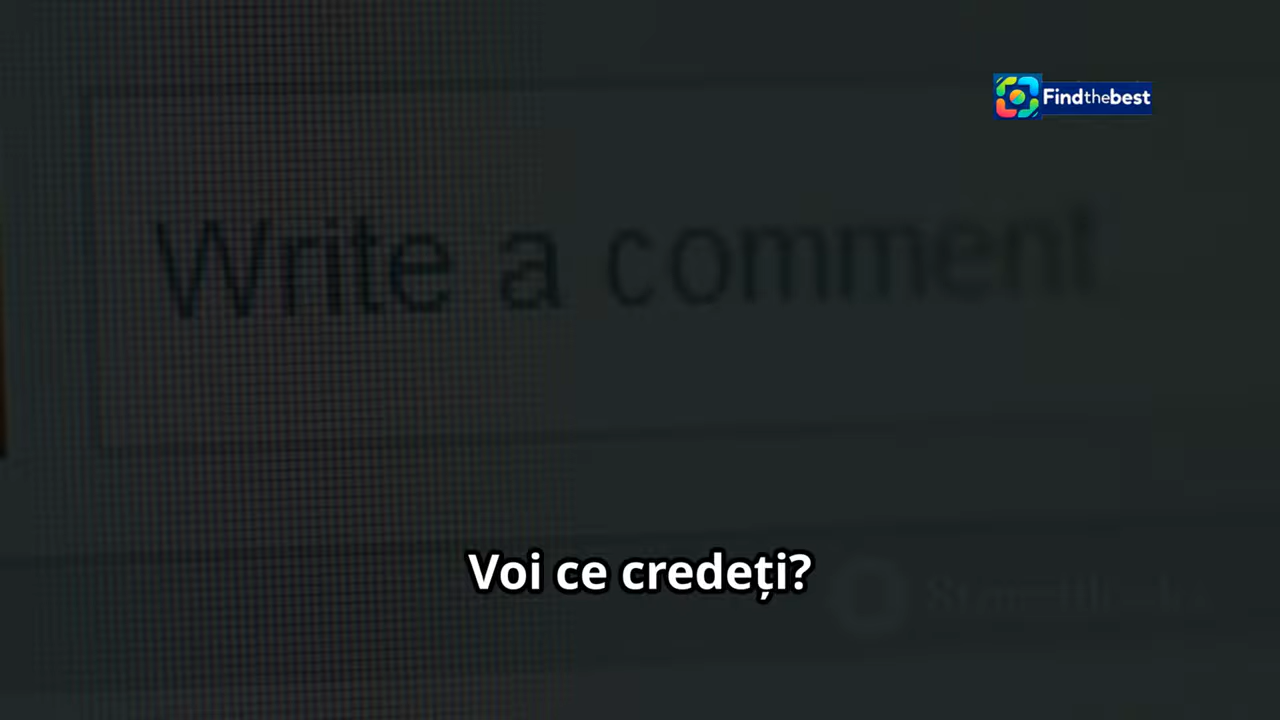 Findthebest
Write a comment
Voi ce credeți?